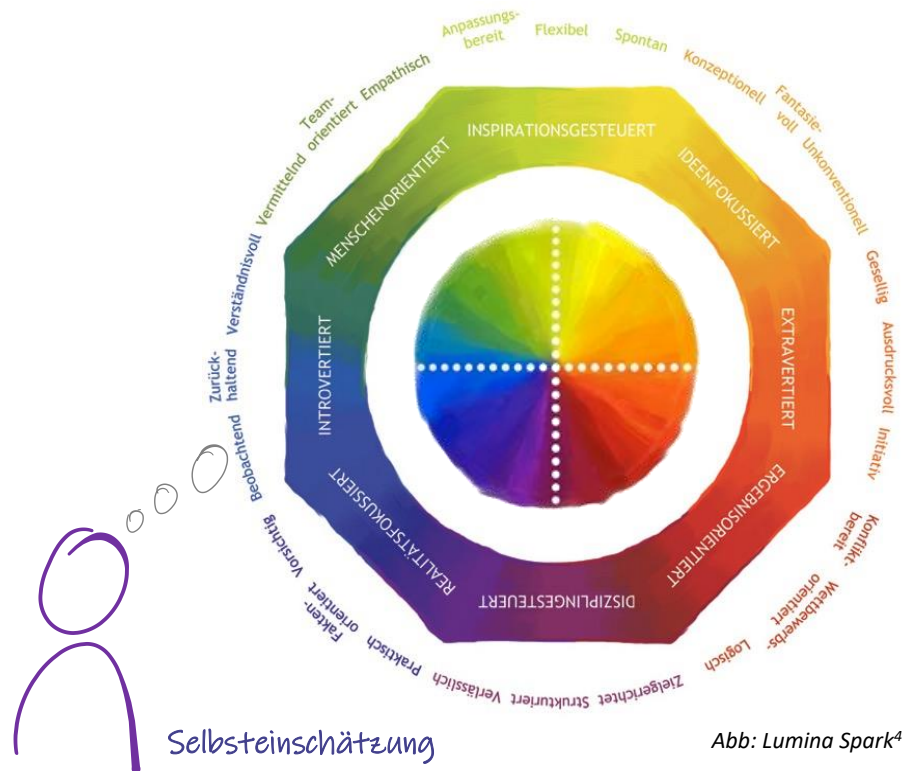 Anpassungs-
bereit
Flexibel
Spontan
Konzeptionell
Fantasie-
voll
Unkonventionell
Gesellig
Ausdrucksvoll
Initiativ
Konflikt-
bereit
Wettbewerbs-
orientiert
Logisch
Zielgerichtet
Strukturiert
Verlässlich
Praktisch
Fakten-
orientiert
Vorsichtig
Beobachtend
Zurück-
haltend
Verständnisvoll
Vermittelnd
Team-
orientiert
Empathisch
INSPIRATIONSGESTEUERT
IDEENFOKUSSIERT
EXTRAVERTIERT
ERGEBNISORIENTIERT
DISZIPLINGESTEUERT
REALITÄTSFOKUSSIERT
INTROVERTIERT
MENSCHENORIENTIERT
Selbsteinschätzung
Abb: Lumina Spark⁴